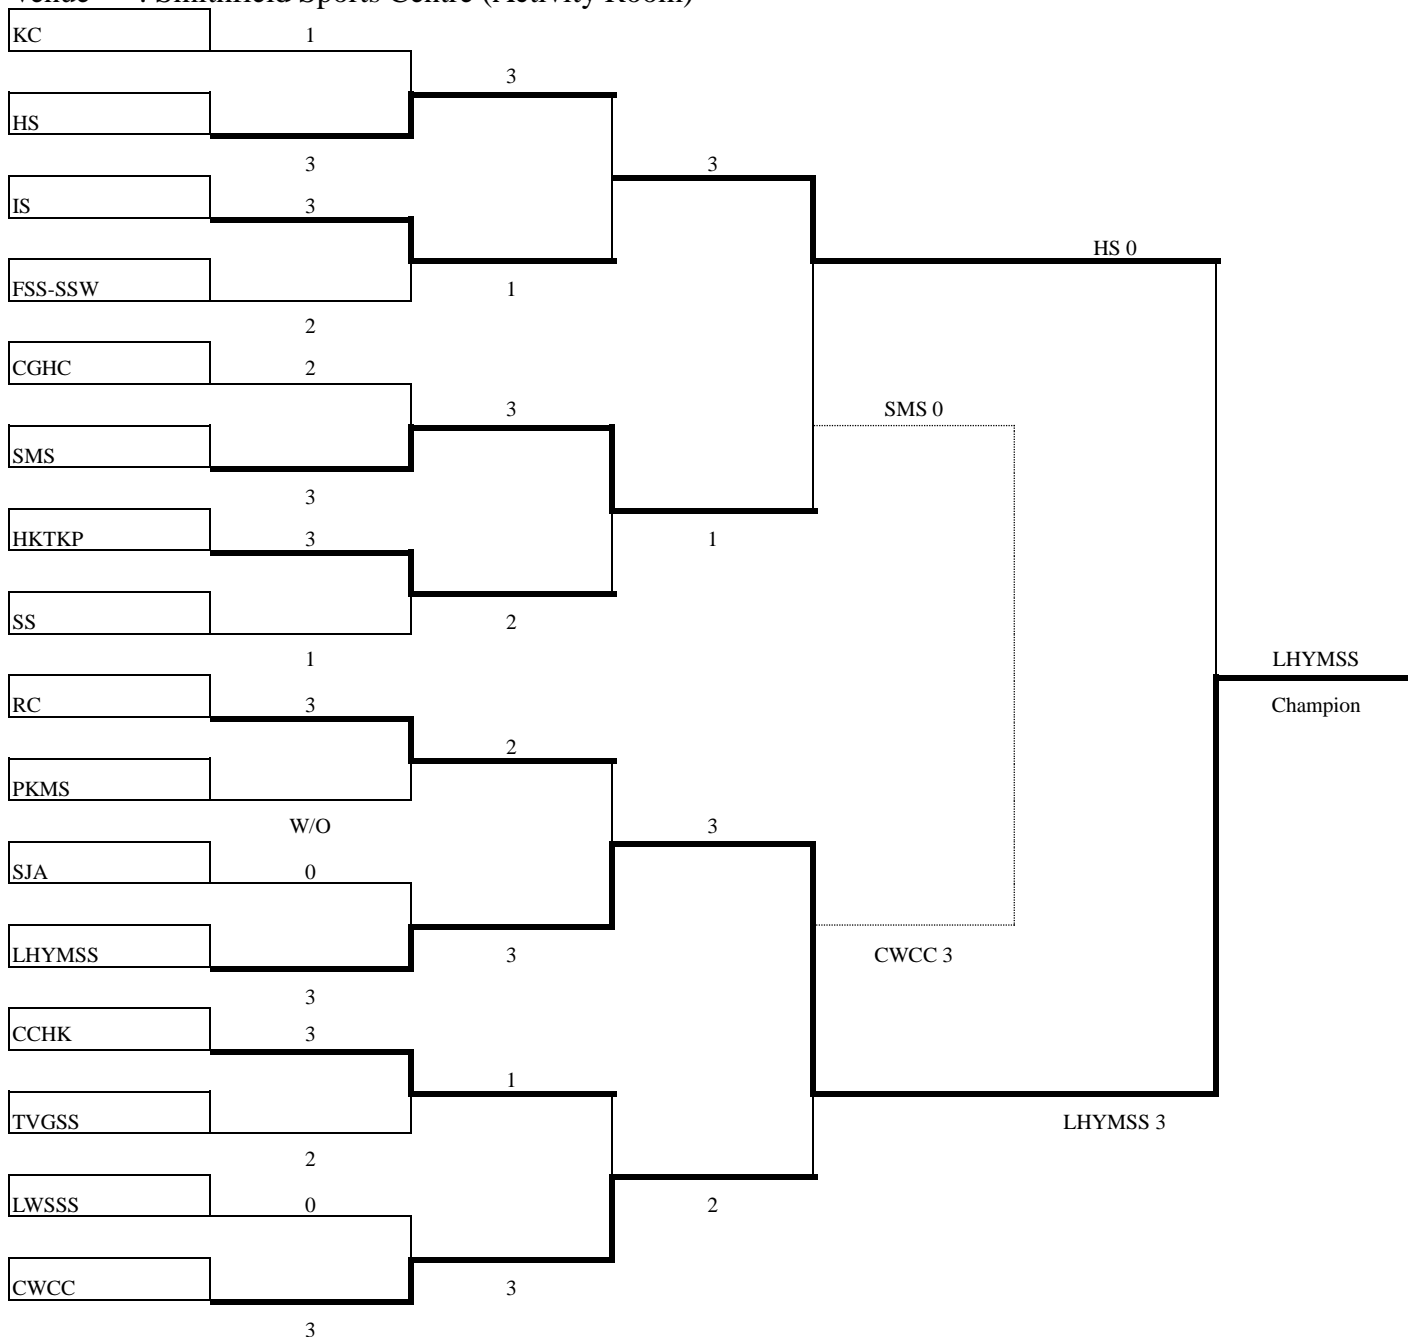 Venue : Smithfield Sports Centre (Activity Room)
KC 1
3
HS
3 3
IS 3
HS 0
FSS-SSW 1
2
CGHC 2
3 SMS 0
SMS
3
HKTKP 3 1
SS 2
1 LHYMSS
RC 3 Champion
2
PKMS
W/O 3
SJA 0
LHYMSS 3 CWCC 3
3
CCHK 3
1
TVGSS LHYMSS 3
2
LWSSS 0 2
CWCC 3
3